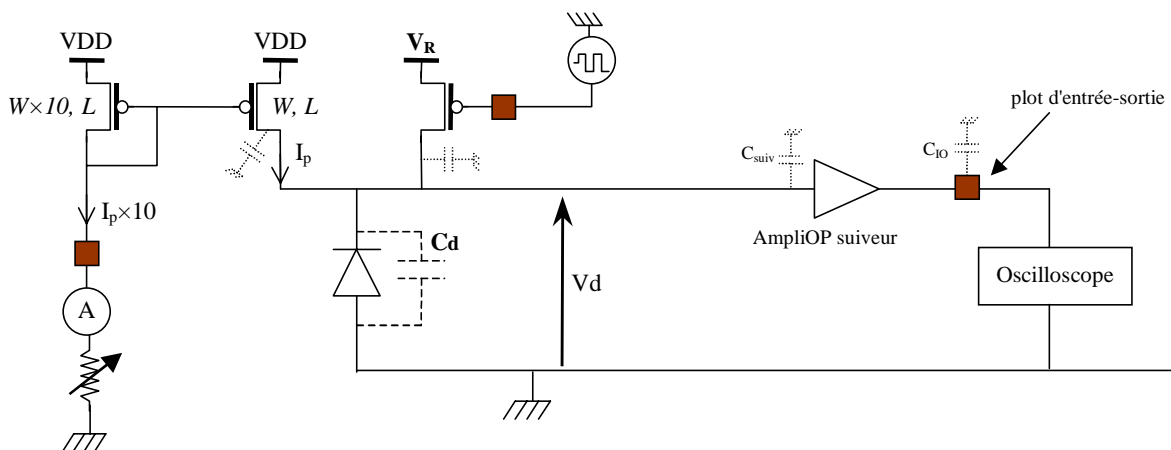 VDD
VDD
V_R
W×10, L
W, L
plot d'entrée-sortie
I_p
C_suiv
C_IO
I_p×10
AmpliOP suiveur
Cd
Vd
Oscilloscope
A